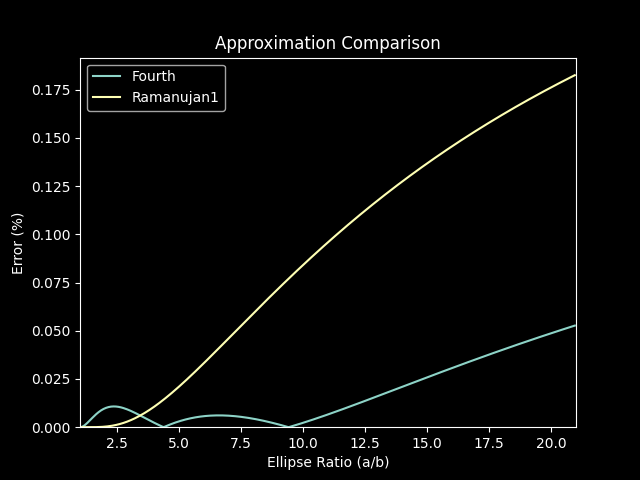 Approximation Comparison
Fourth
Ramanujan1
Error (%)
0.175
0.150
0.125
0.100
0.075
0.050
0.025
0.000
2.5 5.0 7.5 10.0 12.5 15.0 17.5 20.0
Ellipse Ratio (a/b)